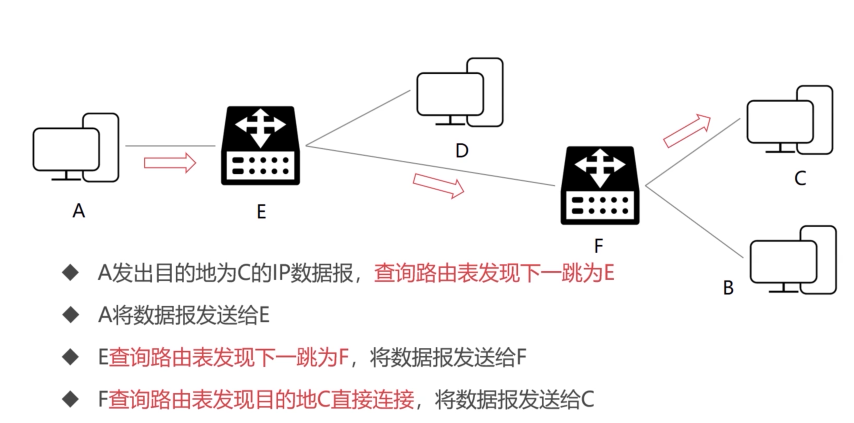 D
C
A
E
F
B
A发出目的地为C的IP数据报，查询路由表发现下一跳为E
A将数据报发送给E
E查询路由表发现下一跳为F，将数据报发送给F
F查询路由表发现目的地C直接连接，将数据报发送给C